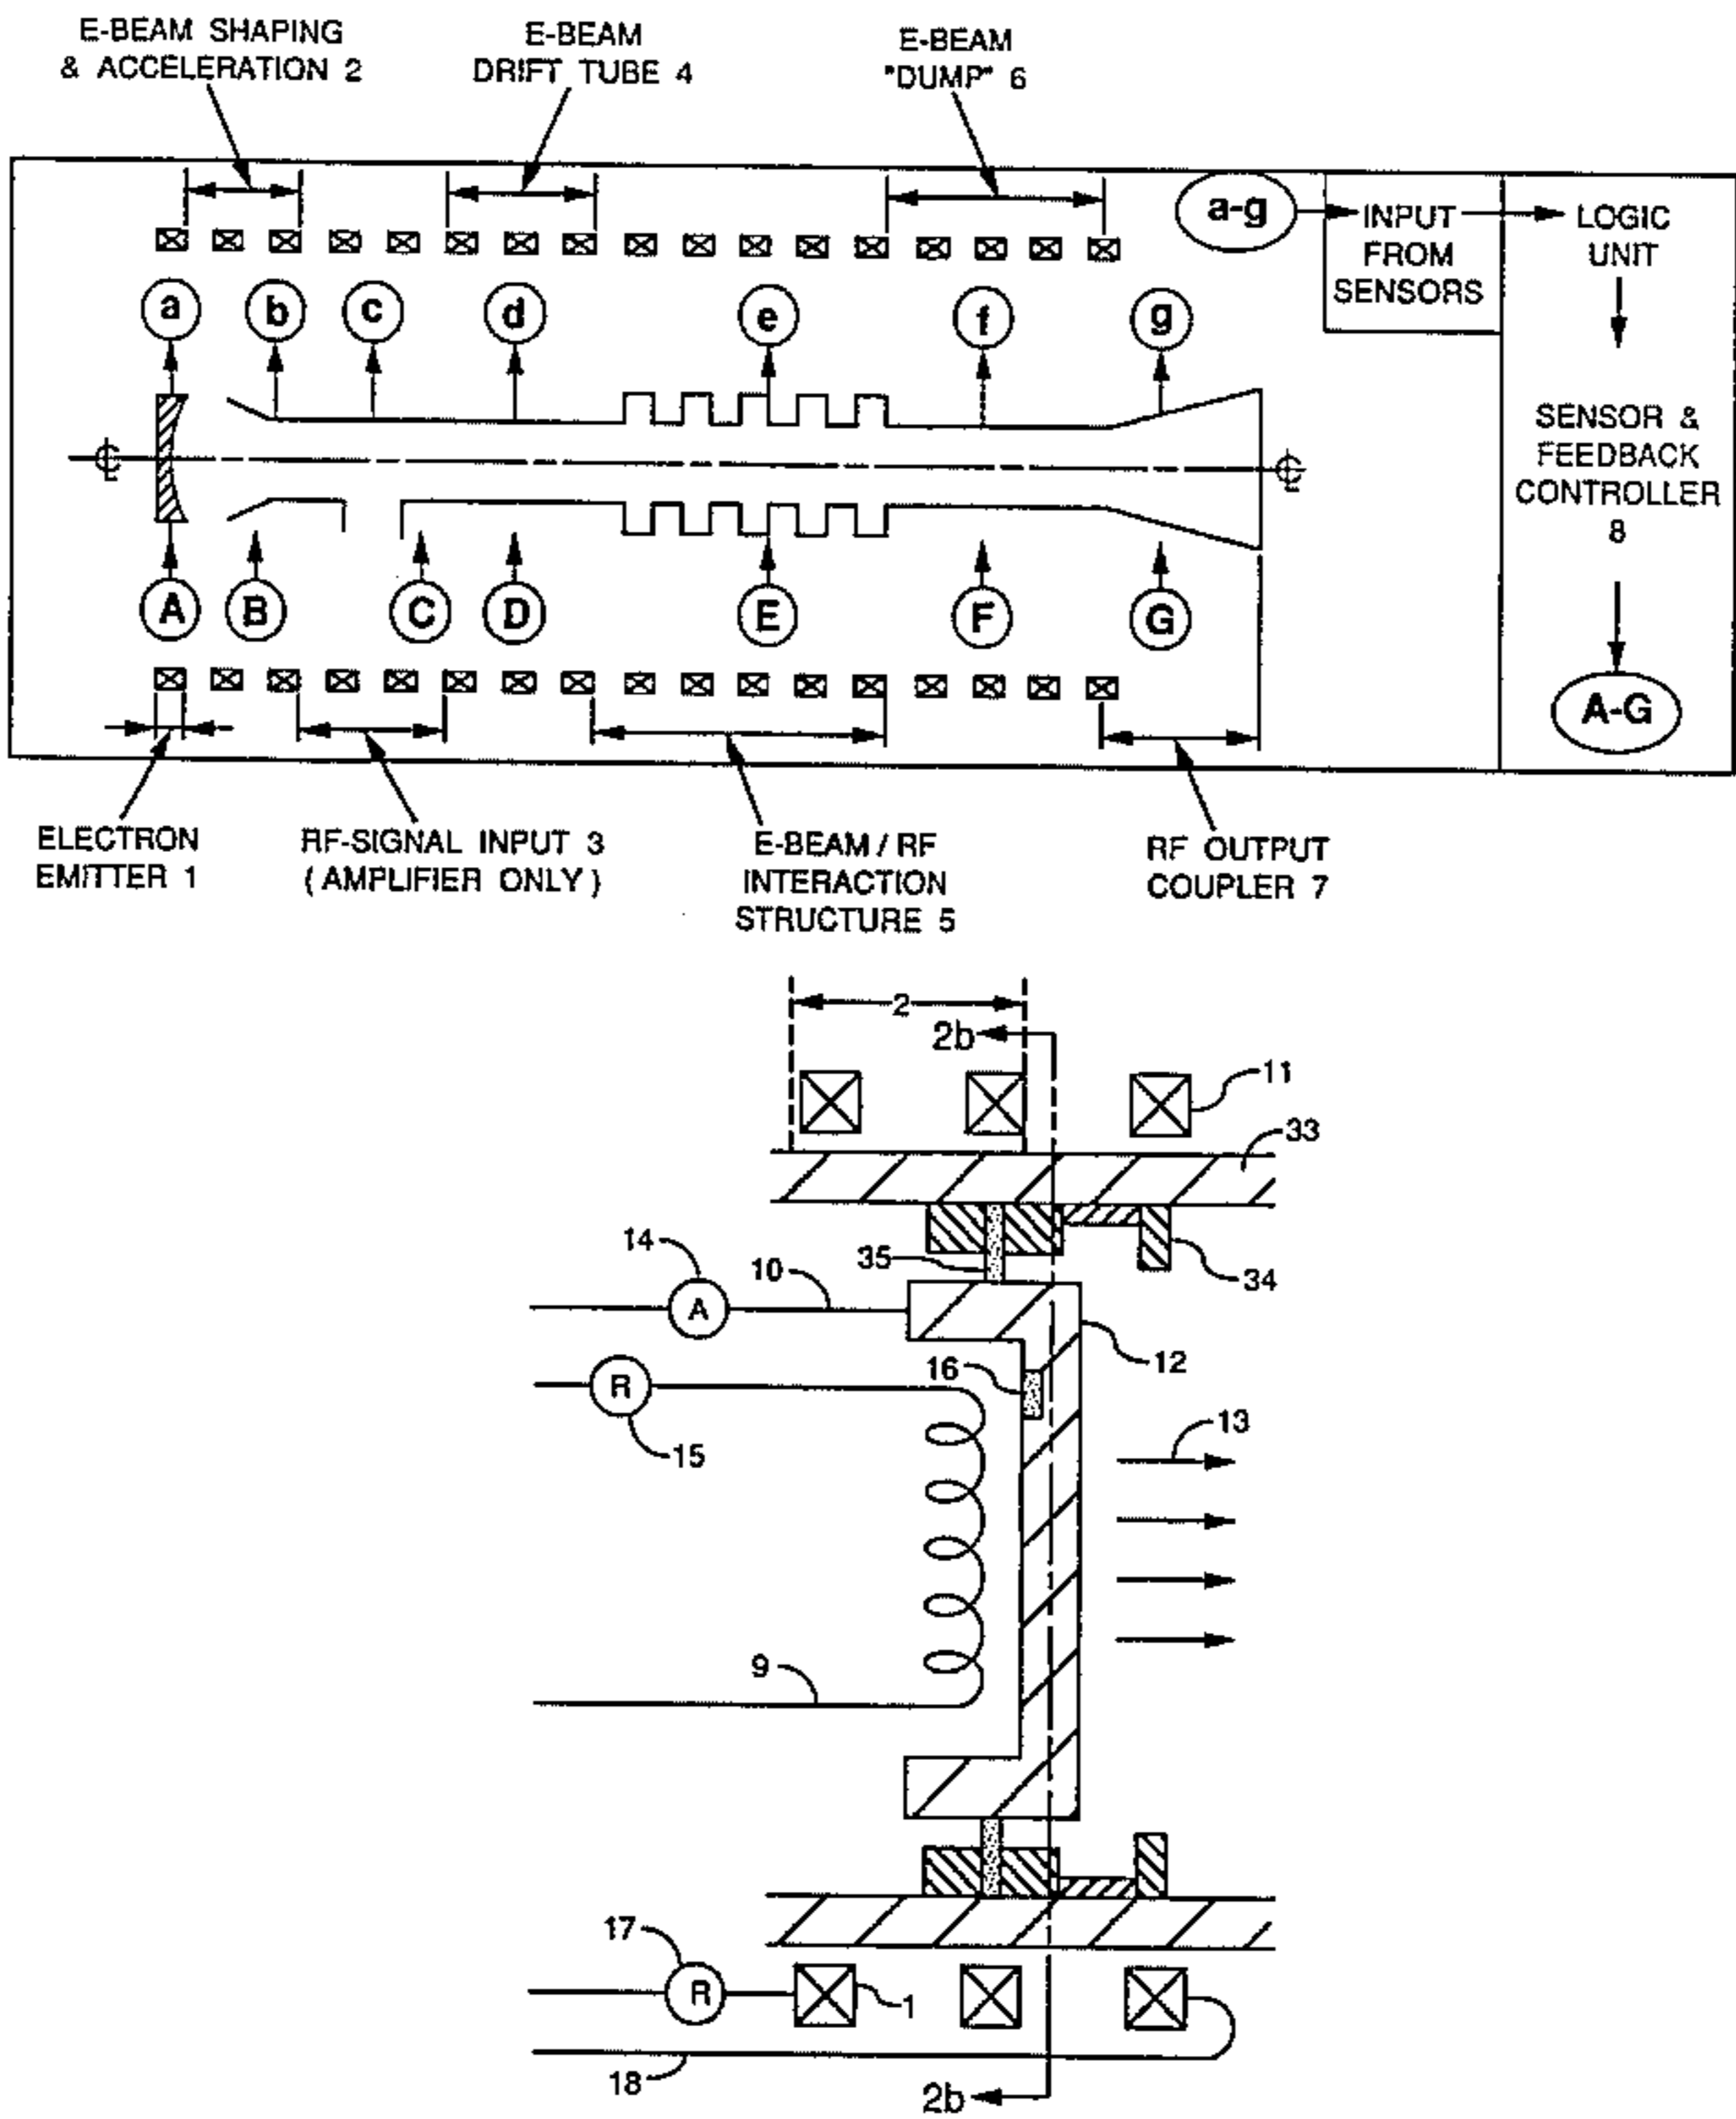 E-BEAM SHAPING
& ACCELERATION 2
E-BEAM
DRIFT TUBE 4
E-BEAM
"DUMP" 6
a-g
INPUT
FROM
SENSORS
LOGIC
UNIT
a
b
c
d
e
f
g
SENSOR &
FEEDBACK
CONTROLLER
8
A
B
C
D
E
F
G
A-G
ELECTRON
EMITTER 1
RF-SIGNAL INPUT 3
(AMPLIFIER ONLY)
E-BEAM / RF
INTERACTION
STRUCTURE 5
RF OUTPUT
COUPLER 7
2
2b
11
33
14
35
10
34
A
12
16
R
13
15
9
17
R
1
18
2b